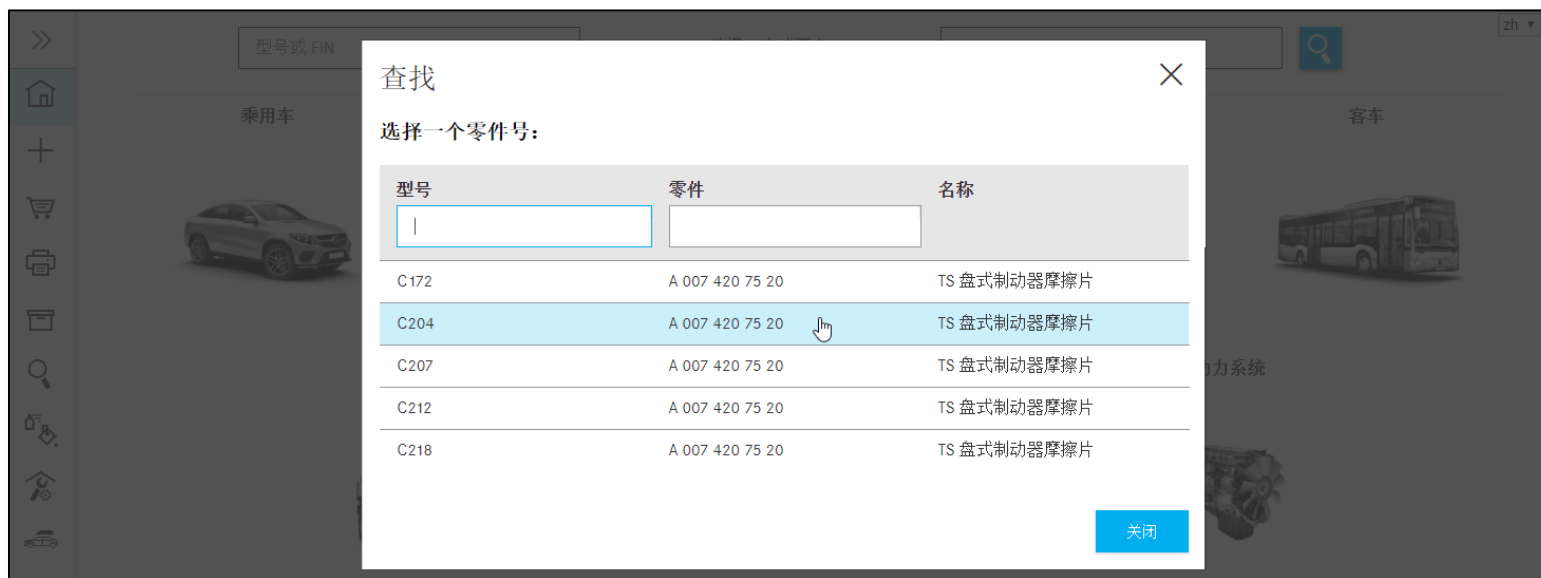 zh
型号或 FIN
乘用车
客车
查找
选择一个零件号：
型号 零件 名称
C172 A 007 420 75 20 TS 盘式制动器摩擦片
C204 A 007 420 75 20 TS 盘式制动器摩擦片
C207 A 007 420 75 20 TS 盘式制动器摩擦片
C212 A 007 420 75 20 TS 盘式制动器摩擦片
C218 A 007 420 75 20 TS 盘式制动器摩擦片
力系统
关闭